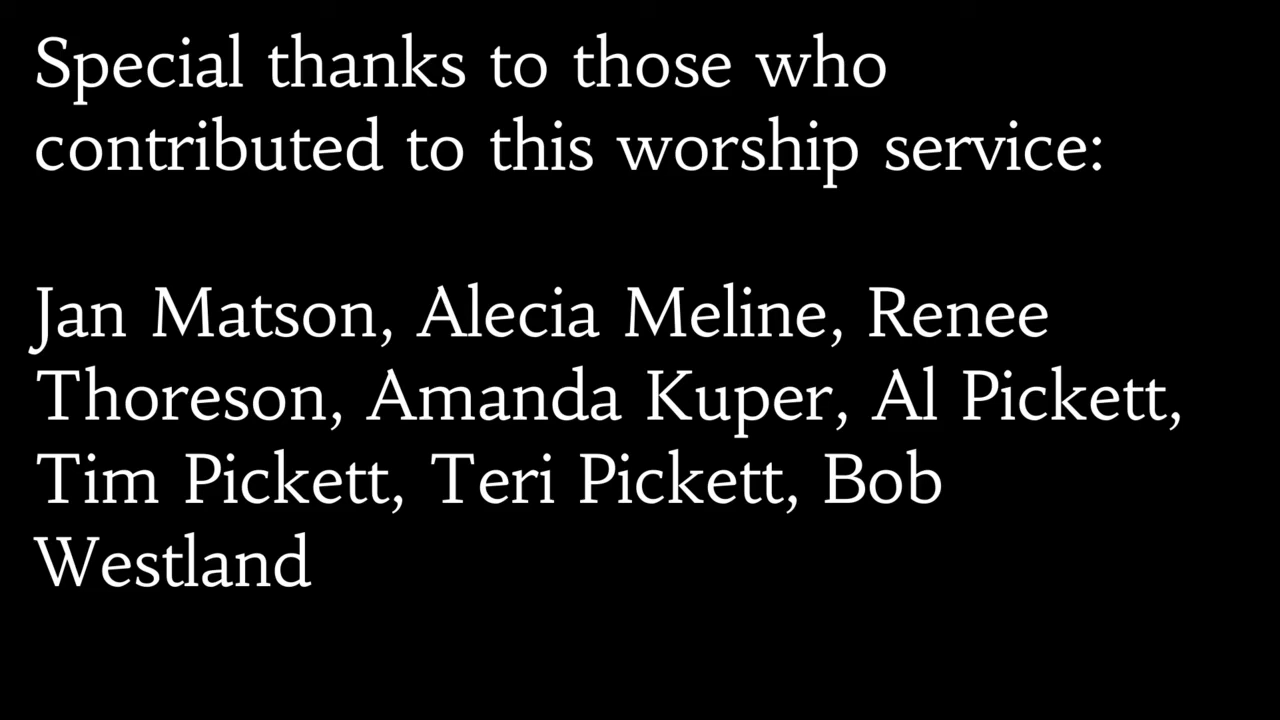 Special thanks to those who
contributed to this worship service:
Jan Matson, Alecia Meline, Renee
Thoreson, Amanda Kuper, Al Pickett,
Tim Pickett, Teri Pickett, Bob
Westland